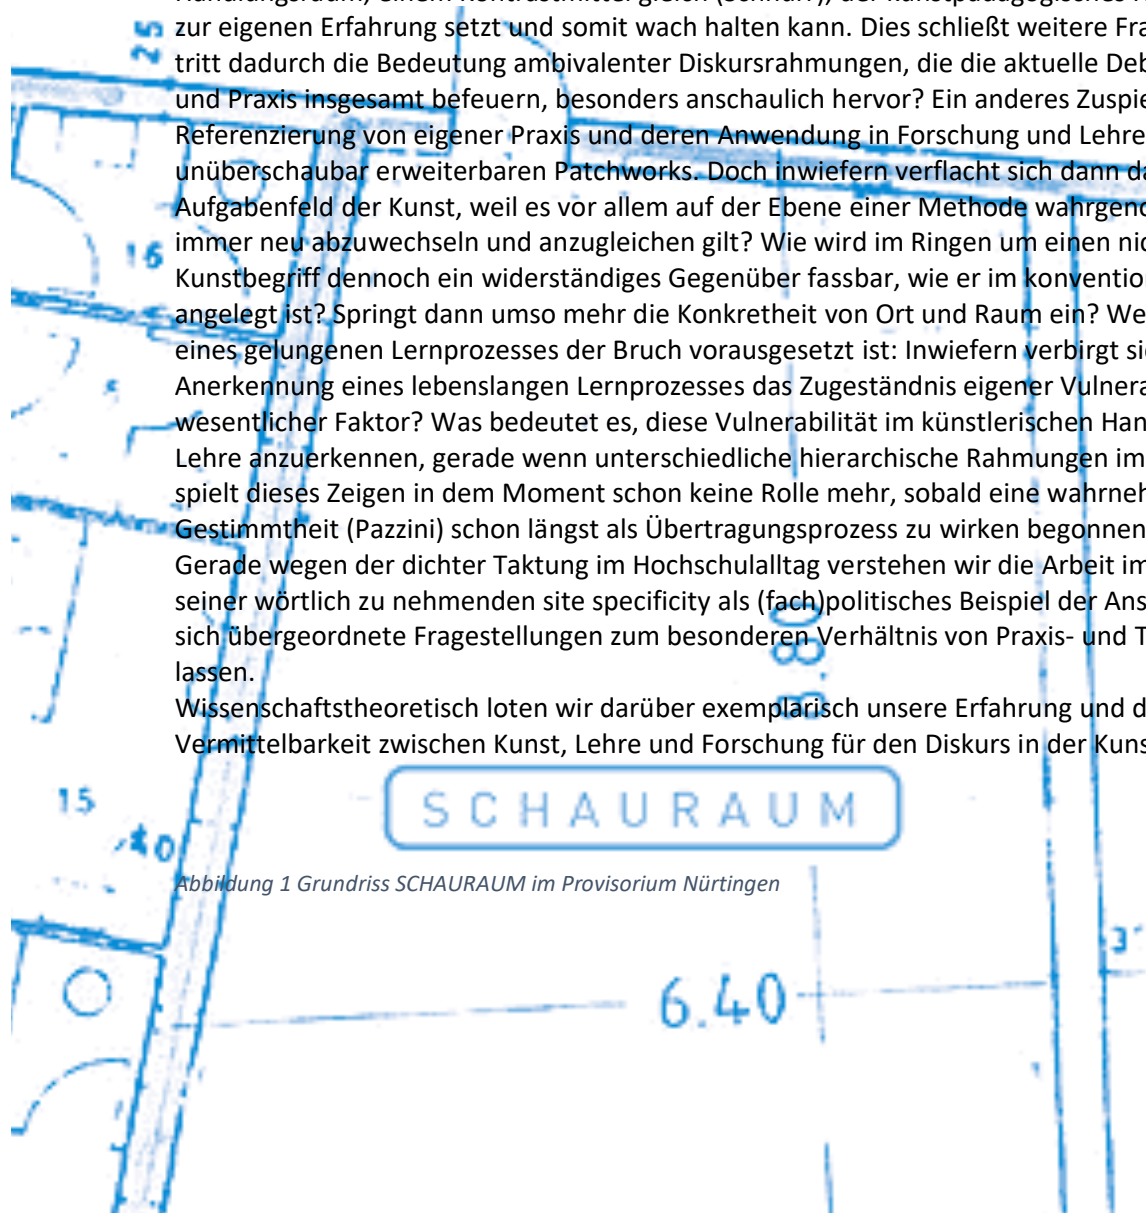 zur eigenen Erfahrung setzt und somit wach halten kann. Dies schließt weitere Fra
25
tritt dadurch die Bedeutung ambivalenter Diskursrahmungen, die die aktuelle Deb
und Praxis insgesamt befeuern, besonders anschaulich hervor? Ein anderes Zuspie
Referenzierung von eigener Praxis und deren Anwendung in Forschung und Lehre
unüberschaubar erweiterbaren Patchworks. Doch inwiefern verflacht sich dann da
Aufgabenfeld der Kunst, weil es vor allem auf der Ebene einer Methode wahrgeno
16
immer neu abzuwechseln und anzugleichen gilt? Wie wird im Ringen um einen nic
Kunstbegriff dennoch ein widerständiges Gegenüber fassbar, wie er im konventio
angelegt ist? Springt dann umso mehr die Konkretheit von Ort und Raum ein? We
eines gelungenen Lernprozesses der Bruch vorausgesetzt ist: Inwiefern verbirgt si
Anerkennung eines lebenslangen Lernprozesses das Zugeständnis eigener Vulnera
wesentlicher Faktor? Was bedeutet es, diese Vulnerabilität im künstlerischen Han
Lehre anzuerkennen, gerade wenn unterschiedliche hierarchische Rahmungen im
spielt dieses Zeigen in dem Moment schon keine Rolle mehr, sobald eine wahrneh
Gestimmtheit (Pazzini) schon längst als Übertragungsprozess zu wirken begonnen
Gerade wegen der dichter Taktung im Hochschulalltag verstehen wir die Arbeit im
seiner wörtlich zu nehmenden site specificity als (fach)politisches Beispiel der Ans
sich übergeordnete Fragestellungen zum besonderen Verhältnis von Praxis- und T
8.80
lassen.
Wissenschaftstheoretisch loten wir darüber exemplarisch unsere Erfahrung und d
Vermittelbarkeit zwischen Kunst, Lehre und Forschung für den Diskurs in der Kuns
15
SCHAURAUM
Abbildung 1 Grundriss SCHAURAUM im Provisorium Nürtingen
6.40